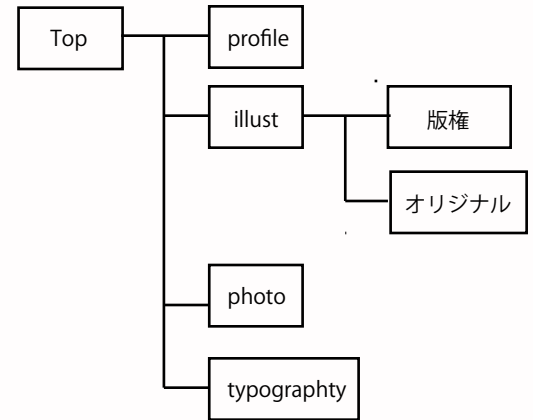 Top
profile
illust
版権
オリジナル
photo
typographty